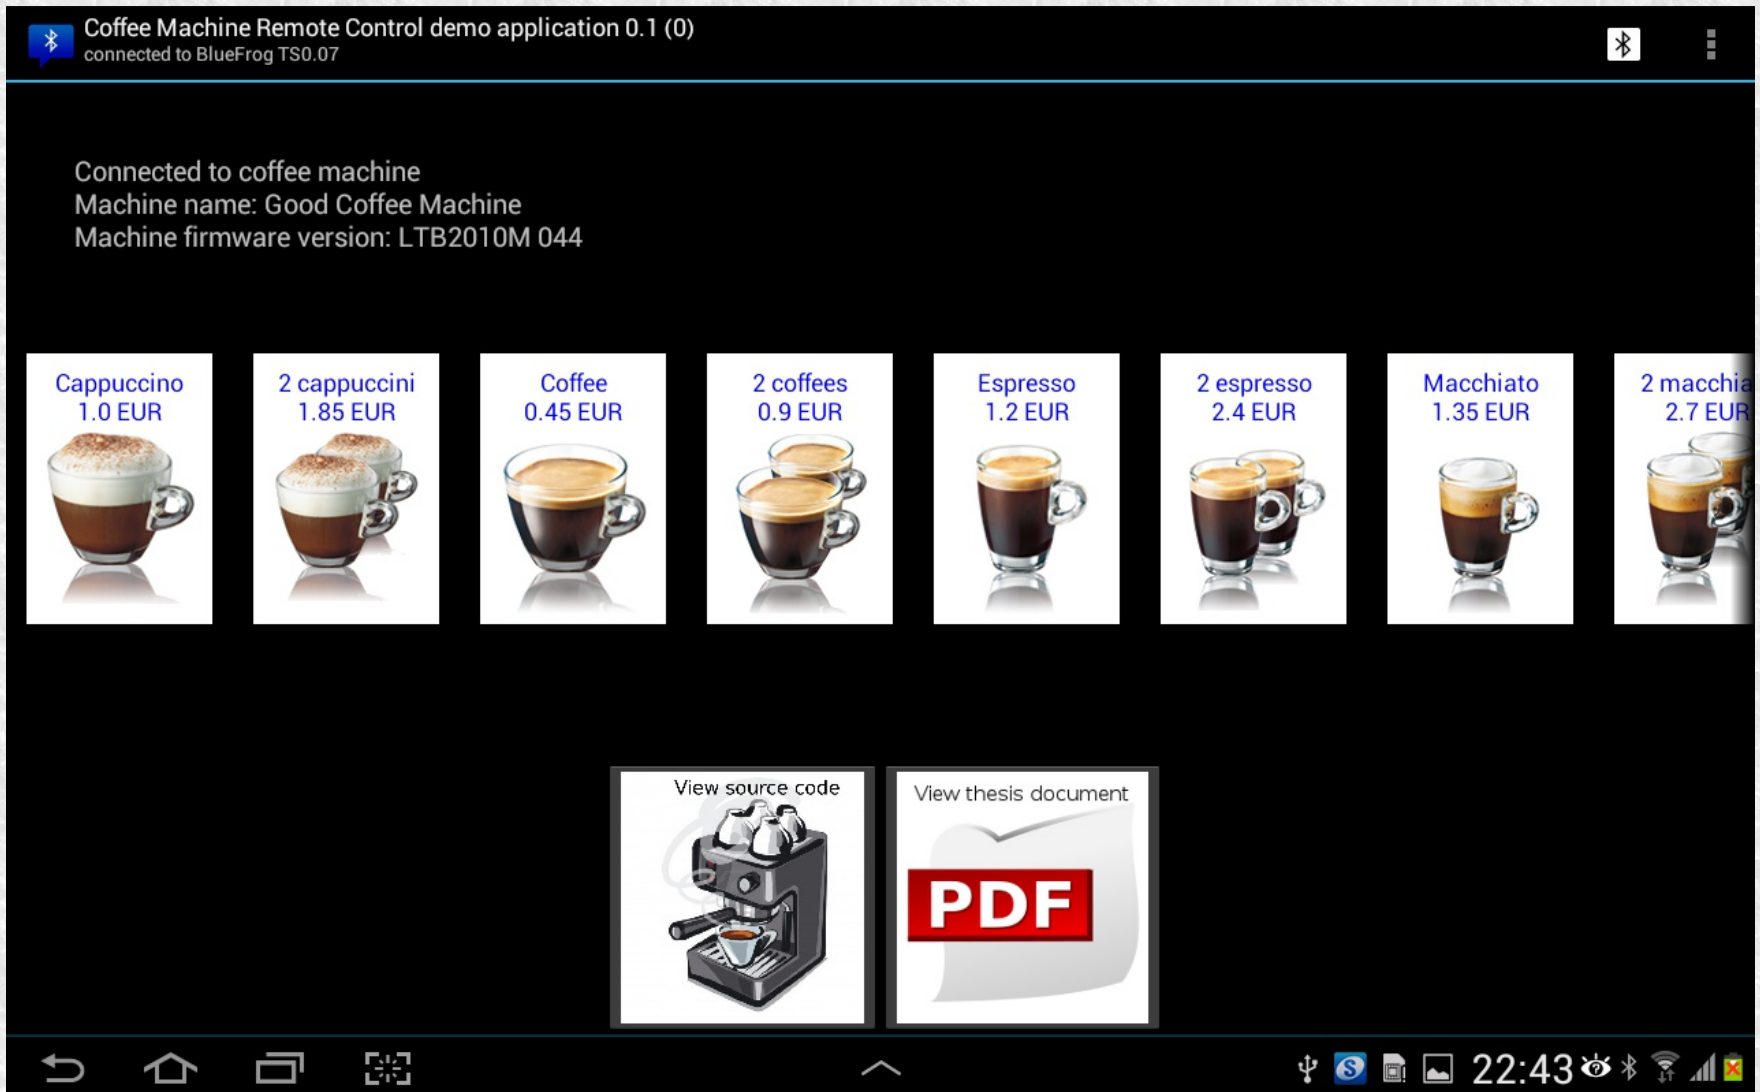 Coffee Machine Remote Control demo application 0.1 (0)
connected to BlueFrog TS0.07
Connected to coffee machine
Machine name: Good Coffee Machine
Machine firmware version: LTB2010M 044
Cappuccino
1.0 EUR
2 cappuccini
1.85 EUR
Coffee
0.45 EUR
2 coffees
0.9 EUR
Espresso
1.2 EUR
2 espresso
2.4 EUR
Macchiato
1.35 EUR
2 macchia
2.7 EUR
View source code
View thesis document
PDF
S
22:43